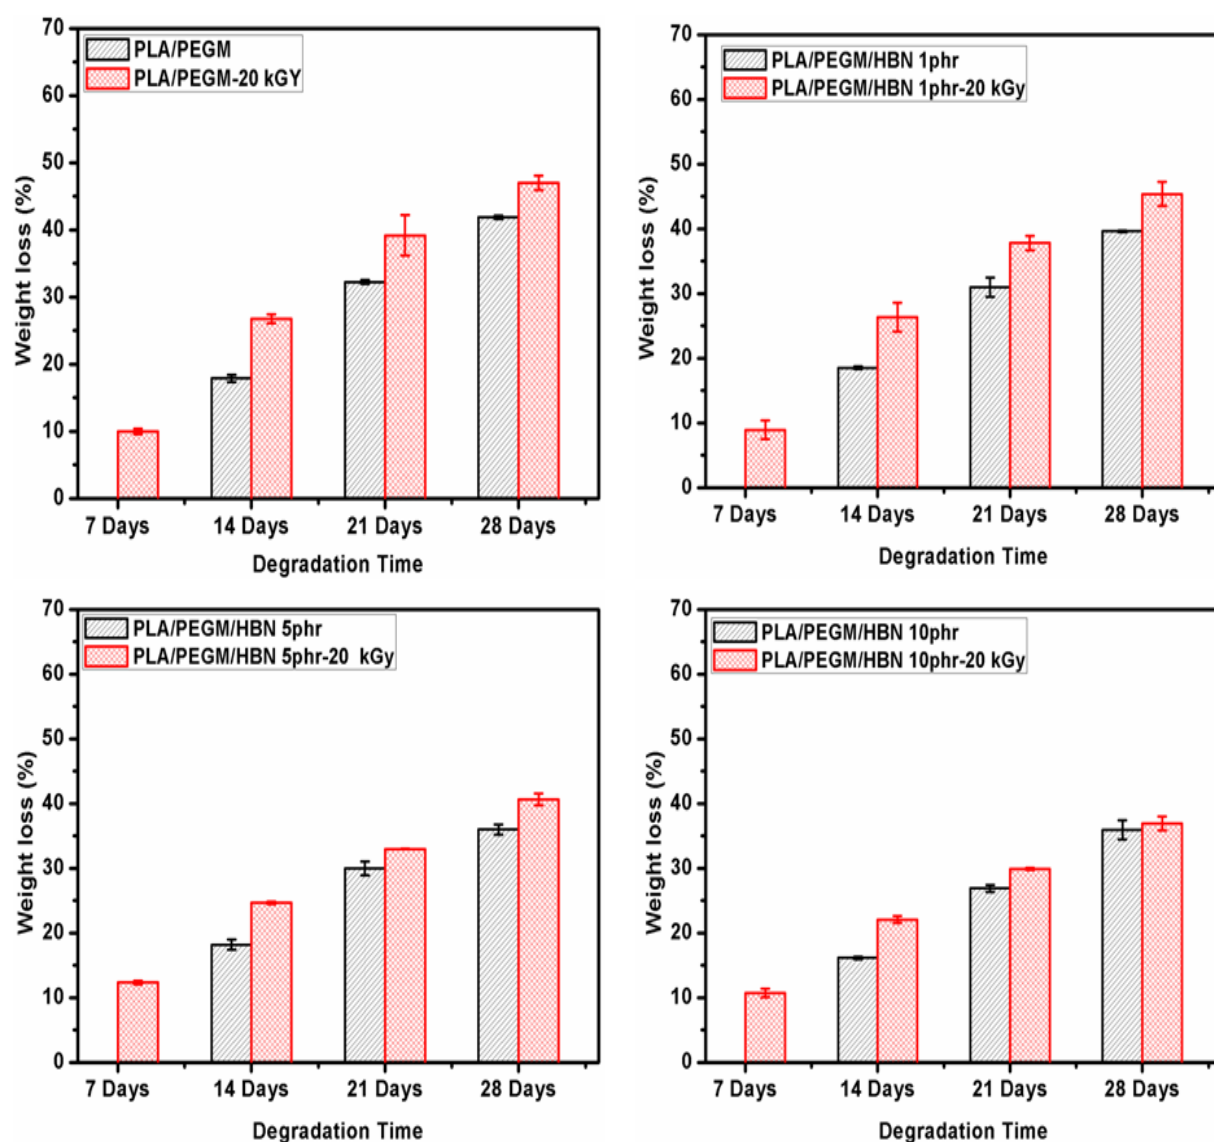 70
60
50
40
30
20
10
0
Weight loss (%)
PLA/PEGM
PLA/PEGM-20 kGY
7 Days 14 Days 21 Days 28 Days
Degradation Time
70
60
50
40
30
20
10
0
Weight loss (%)
PLA/PEGM/HBN 1phr
PLA/PEGM/HBN 1phr-20 kGy
7 Days 14 Days 21 Days 28 Days
Degradation Time
70
60
50
40
30
20
10
0
Weight loss (%)
PLA/PEGM/HBN 5phr
PLA/PEGM/HBN 5phr-20 kGy
7 Days 14 Days 21 Days 28 Days
Degradation Time
70
60
50
40
30
20
10
0
Weight loss (%)
PLA/PEGM/HBN 10phr
PLA/PEGM/HBN 10phr-20 kGy
7 Days 14 Days 21 Days 28 Days
Degradation Time